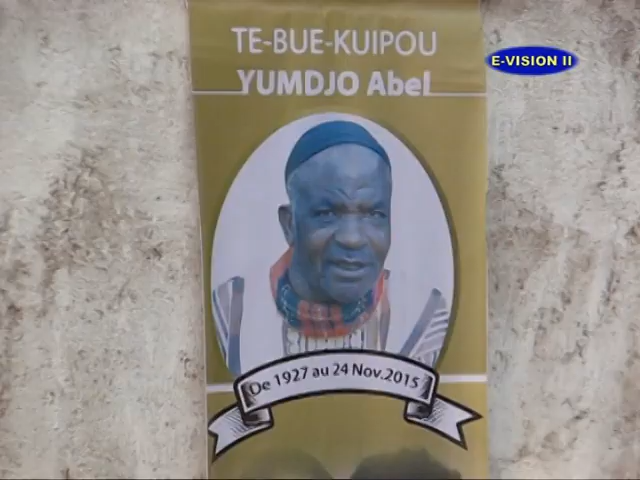 TE-BUE-KUIPOU
YUMDJO Abel
E-VISION II
De 1927 au 24 Nov.2015